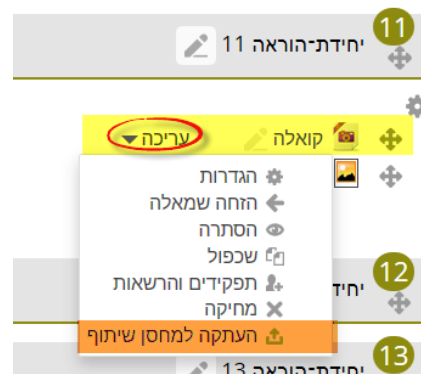 11
יחידת־הוראה 11
קואלה עריכה
הגדרות
הזחה שמאלה
הסתרה
שכפול
תפקידים והרשאות
מחיקה
העתקה למחסן שיתוף
12
יחי
13
יחידת־הוראה 13